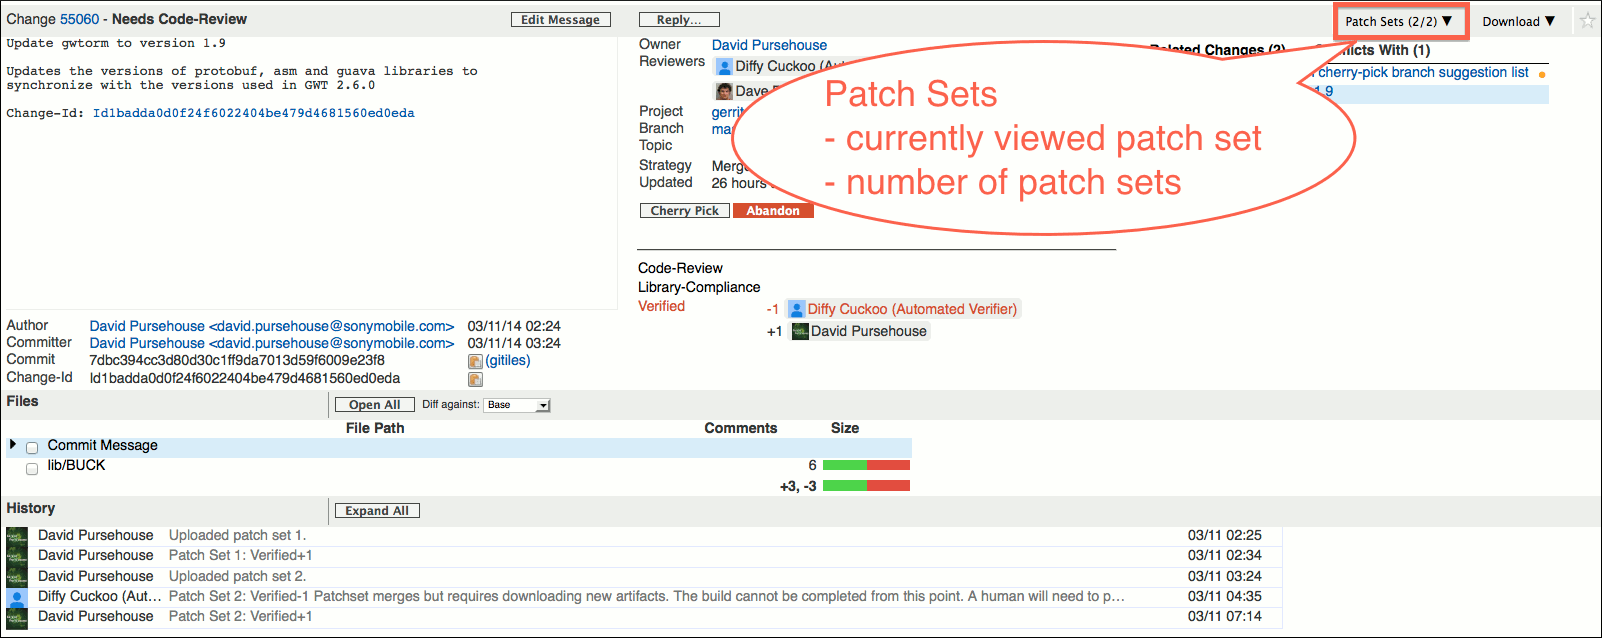 Change 55060 - Needs Code-Review
Edit Message
Reply...
Patch Sets (2/2) ▼
Download ▼
Update gwtorm to version 1.9
Updates the versions of protobuf, asm and guava libraries to
synchronize with the versions used in GWT 2.6.0
Change-Id: Id1badda0d0f24f6022404be479d4681560ed0eda
Owner David Pursehouse
Reviewers Diffy Cuckoo (Au
Dave
Project gerrit
Branch ma
Topic
Strategy Merge
Updated 26 hours
Cherry Pick
Abandon
Related Changes (2)
nflicts With (1)
cherry-pick branch suggestion list
1.9
Patch Sets
- currently viewed patch set
- number of patch sets
Code-Review
Library-Compliance
Verified -1 Diffy Cuckoo (Automated Verifier)
+1 David Pursehouse
Author David Pursehouse <david.pursehouse@sonymobile.com> 03/11/14 02:24
Committer David Pursehouse <david.pursehouse@sonymobile.com> 03/11/14 03:24
Commit 7dbc394cc3d80d30c1ff9da7013d59f6009e23f8 (gitiles)
Change-Id Id1badda0d0f24f6022404be479d4681560ed0eda
Files Open All Diff against: Base
File Path Comments Size
Commit Message
lib/BUCK 6
+3, -3
History Expand All
David Pursehouse Uploaded patch set 1. 03/11 02:25
David Pursehouse Patch Set 1: Verified+1 03/11 02:34
David Pursehouse Uploaded patch set 2. 03/11 03:24
Diffy Cuckoo (Aut... Patch Set 2: Verified-1 Patchset merges but requires downloading new artifacts. The build cannot be completed from this point. A human will need to p... 03/11 04:35
David Pursehouse Patch Set 2: Verified+1 03/11 07:14